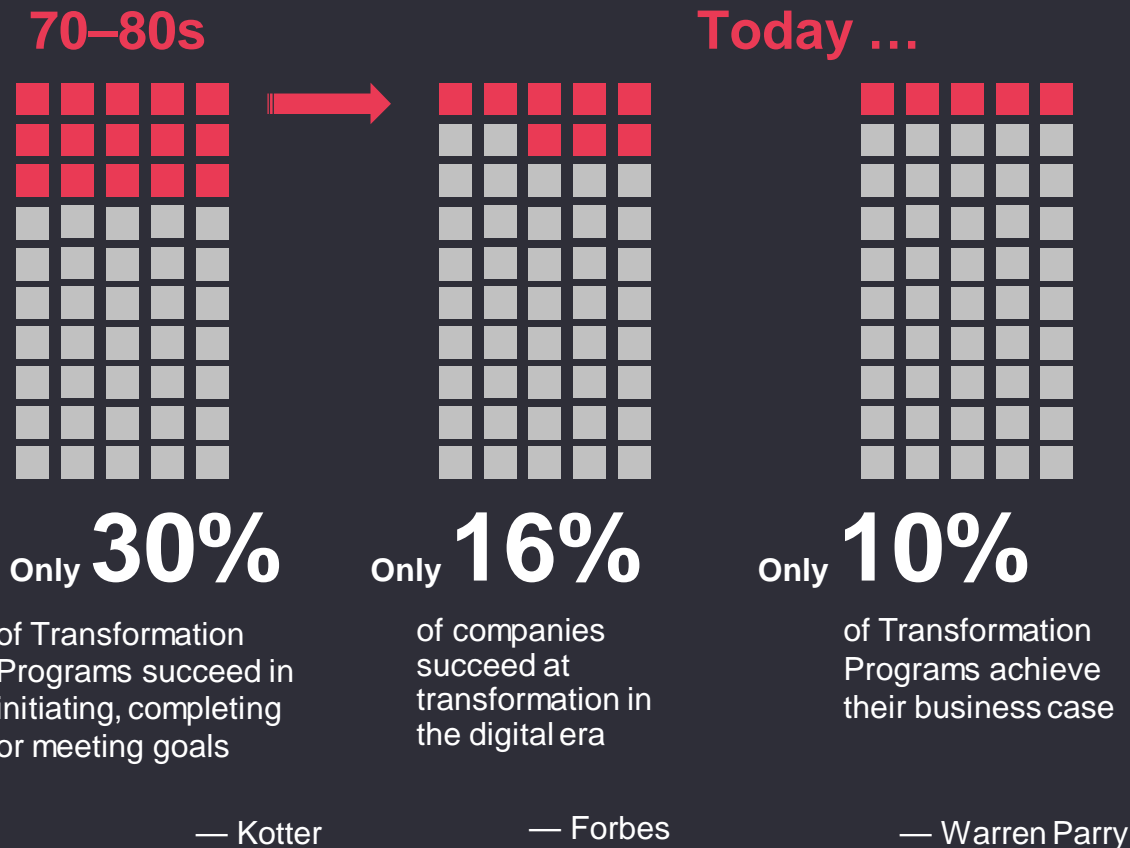 70–80s
Today …
Only 30%
of Transformation
Programs succeed in
initiating, completing
or meeting goals
— Kotter
Only 16%
of companies
succeed at
transformation in
the digital era
— Forbes
Only 10%
of Transformation
Programs achieve
their business case
— Warren Parry